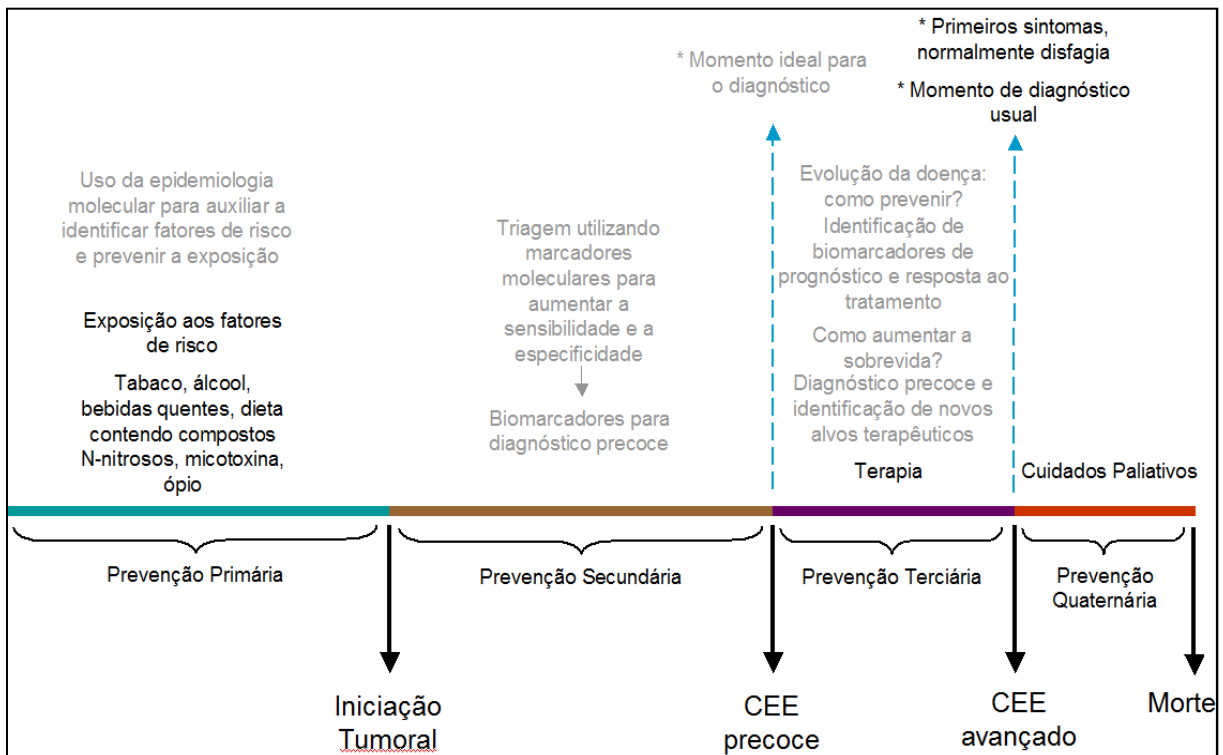 * Primeiros sintomas,
normalmente disfagia
* Momento ideal para
o diagnóstico
* Momento de diagnóstico
usual
Uso da epidemiologia
molecular para auxiliar a
identificar fatores de risco
e prevenir a exposição
Exposição aos fatores
de risco
Tabaco, álcool,
bebidas quentes, dieta
contendo compostos
N-nitrosos, micotoxina,
ópio
Triagem utilizando
marcadores
moleculares para
aumentar a
sensibilidade e a
especificidade
Biomarcadores para
diagnóstico precoce
Evolução da doença:
como prevenir?
Identificação de
biomarcadores de
prognóstico e resposta ao
tratamento
Como aumentar a
sobrevida?
Diagnóstico precoce e
identificação de novos
alvos terapêuticos
Terapia
Cuidados Paliativos
Prevenção Primária
Prevenção Secundária
Prevenção Terciária
Prevenção
Quaternária
Iniciação
Tumoral
CEE
precoce
CEE
avançado
Morte